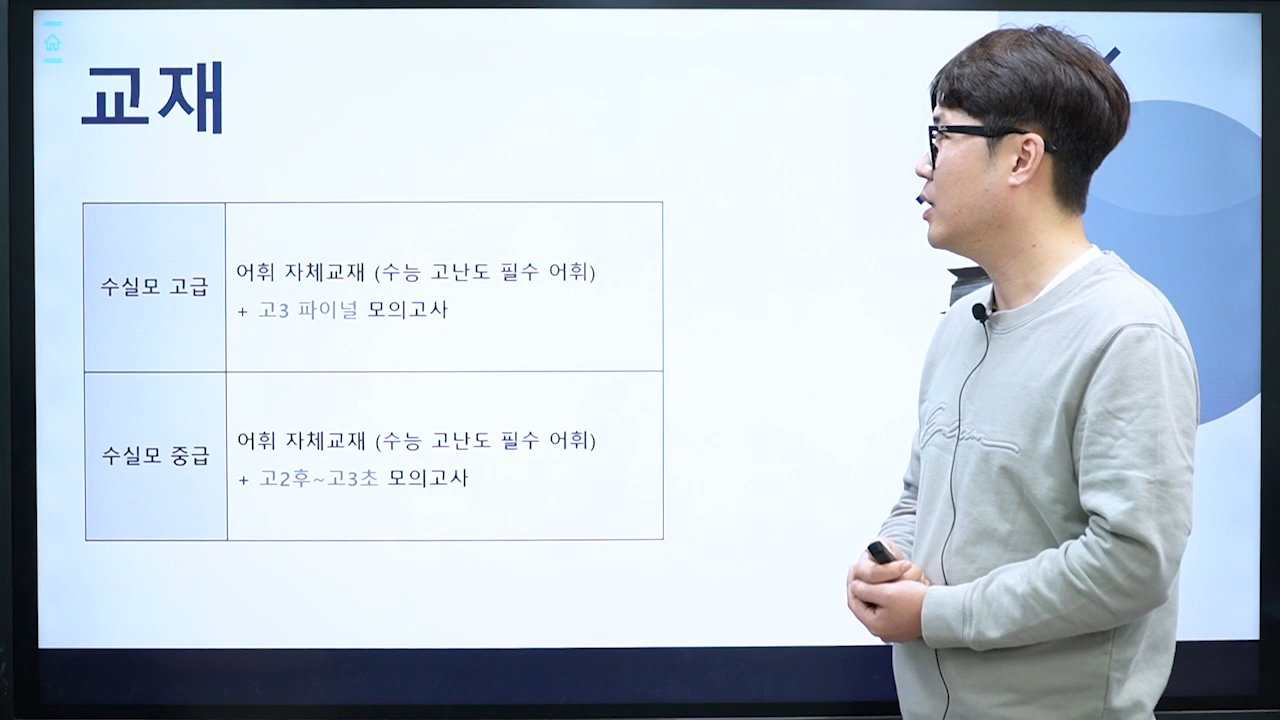 교재
수실모 고급
어휘 자체교재 (수능 고난도 필수 어휘)
+ 고3 파이널 모의고사
수실모 중급
어휘 자체교재 (수능 고난도 필수 어휘)
+ 고2후~고3초 모의고사